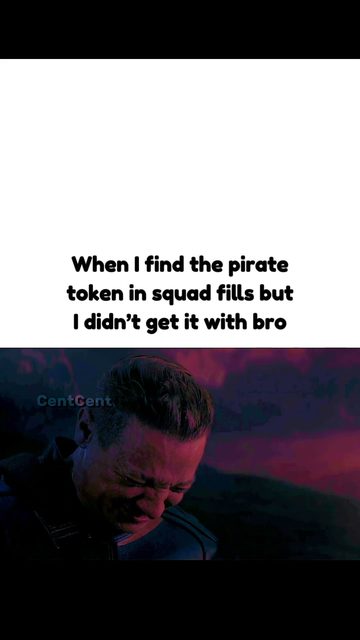 When I find the pirate
token in squad fills but
I didn’t get it with bro
CentCent